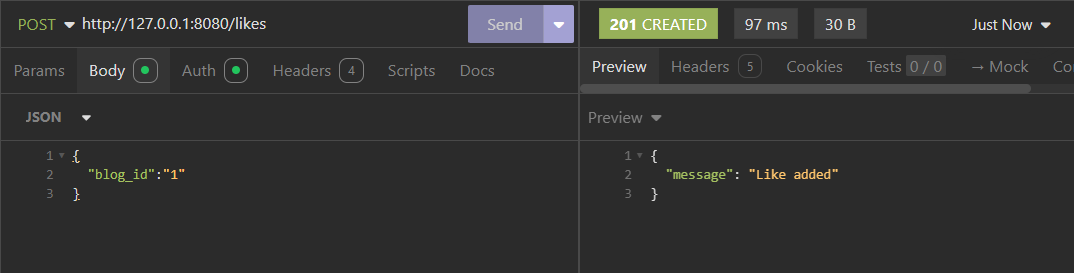 POST http://127.0.0.1:8080/likes Send 201 CREATED 97 ms 30 B Just Now
Params Body Auth Headers 4 Scripts Docs Preview Headers 5 Cookies Tests 0 / 0 → Mock Co
JSON Preview
1 {
2 "blog_id":"1"
3 }
1 {
2 "message": "Like added"
3 }